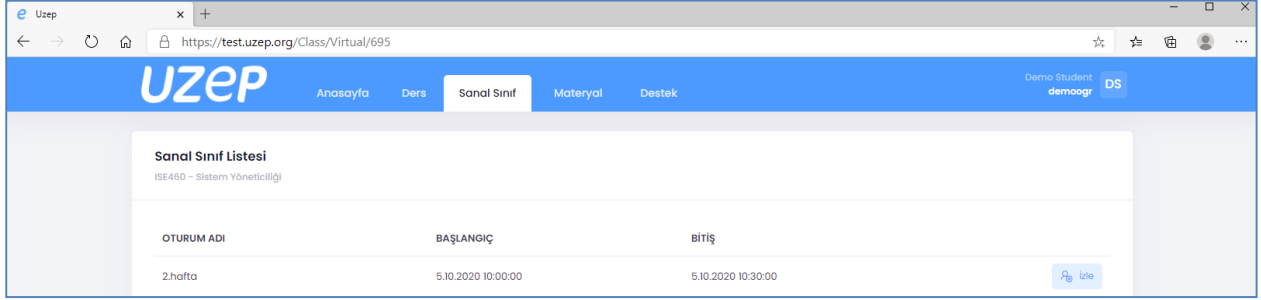 Uzep
https://test.uzep.org/Class/Virtual/695
uzep Anasayfa Ders Sanal Sınıf Materyal Destek Demo Student
demoogr DS
Sanal Sınıf Listesi
ISE460 - Sistem Yöneticiliği
OTURUM ADI BAŞLANGIÇ BİTİŞ
2.hafta 5.10.2020 10:00:00 5.10.2020 10:30:00 İzle